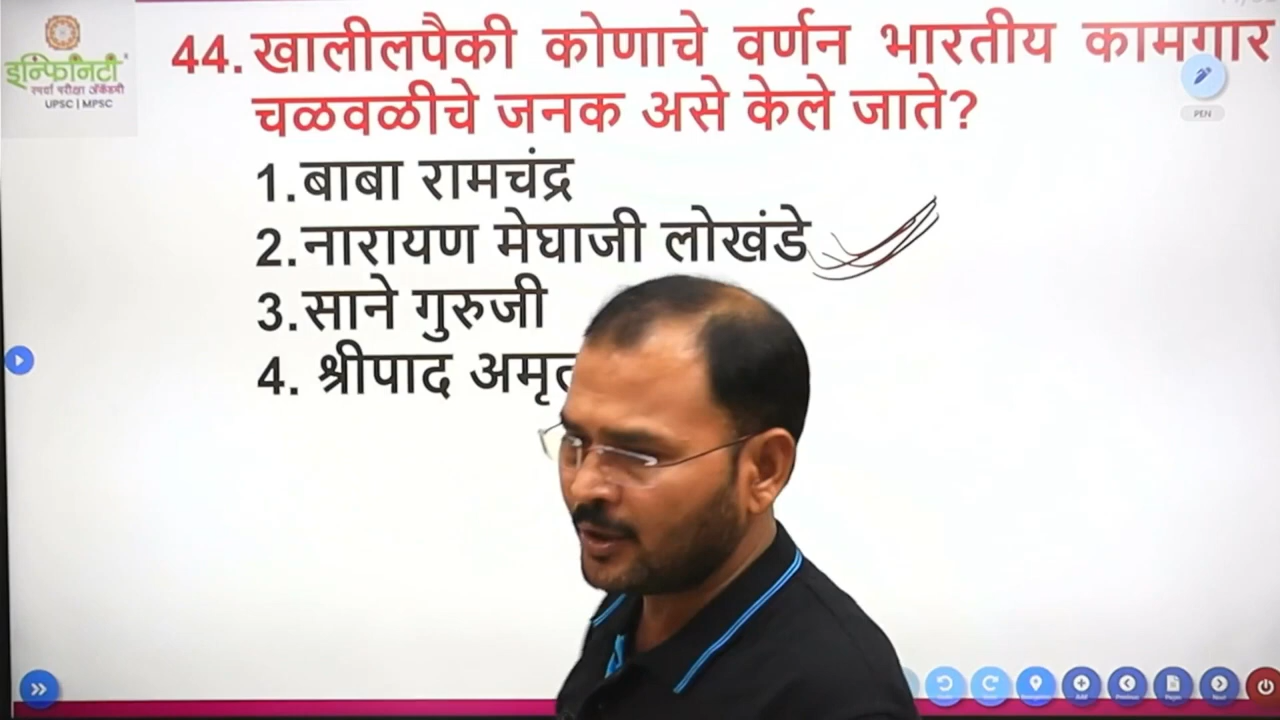 इन्फिनिटी
स्पर्धा परीक्षा अ‍ॅकॅडमी
UPSC | MPSC
44. खालीलपैकी कोणाचे वर्णन भारतीय कामगार
चळवळीचे जनक असे केले जाते?
PEN
1. बाबा रामचंद्र
2. नारायण मेघाजी लोखंडे
3. साने गुरुजी
4. श्रीपाद